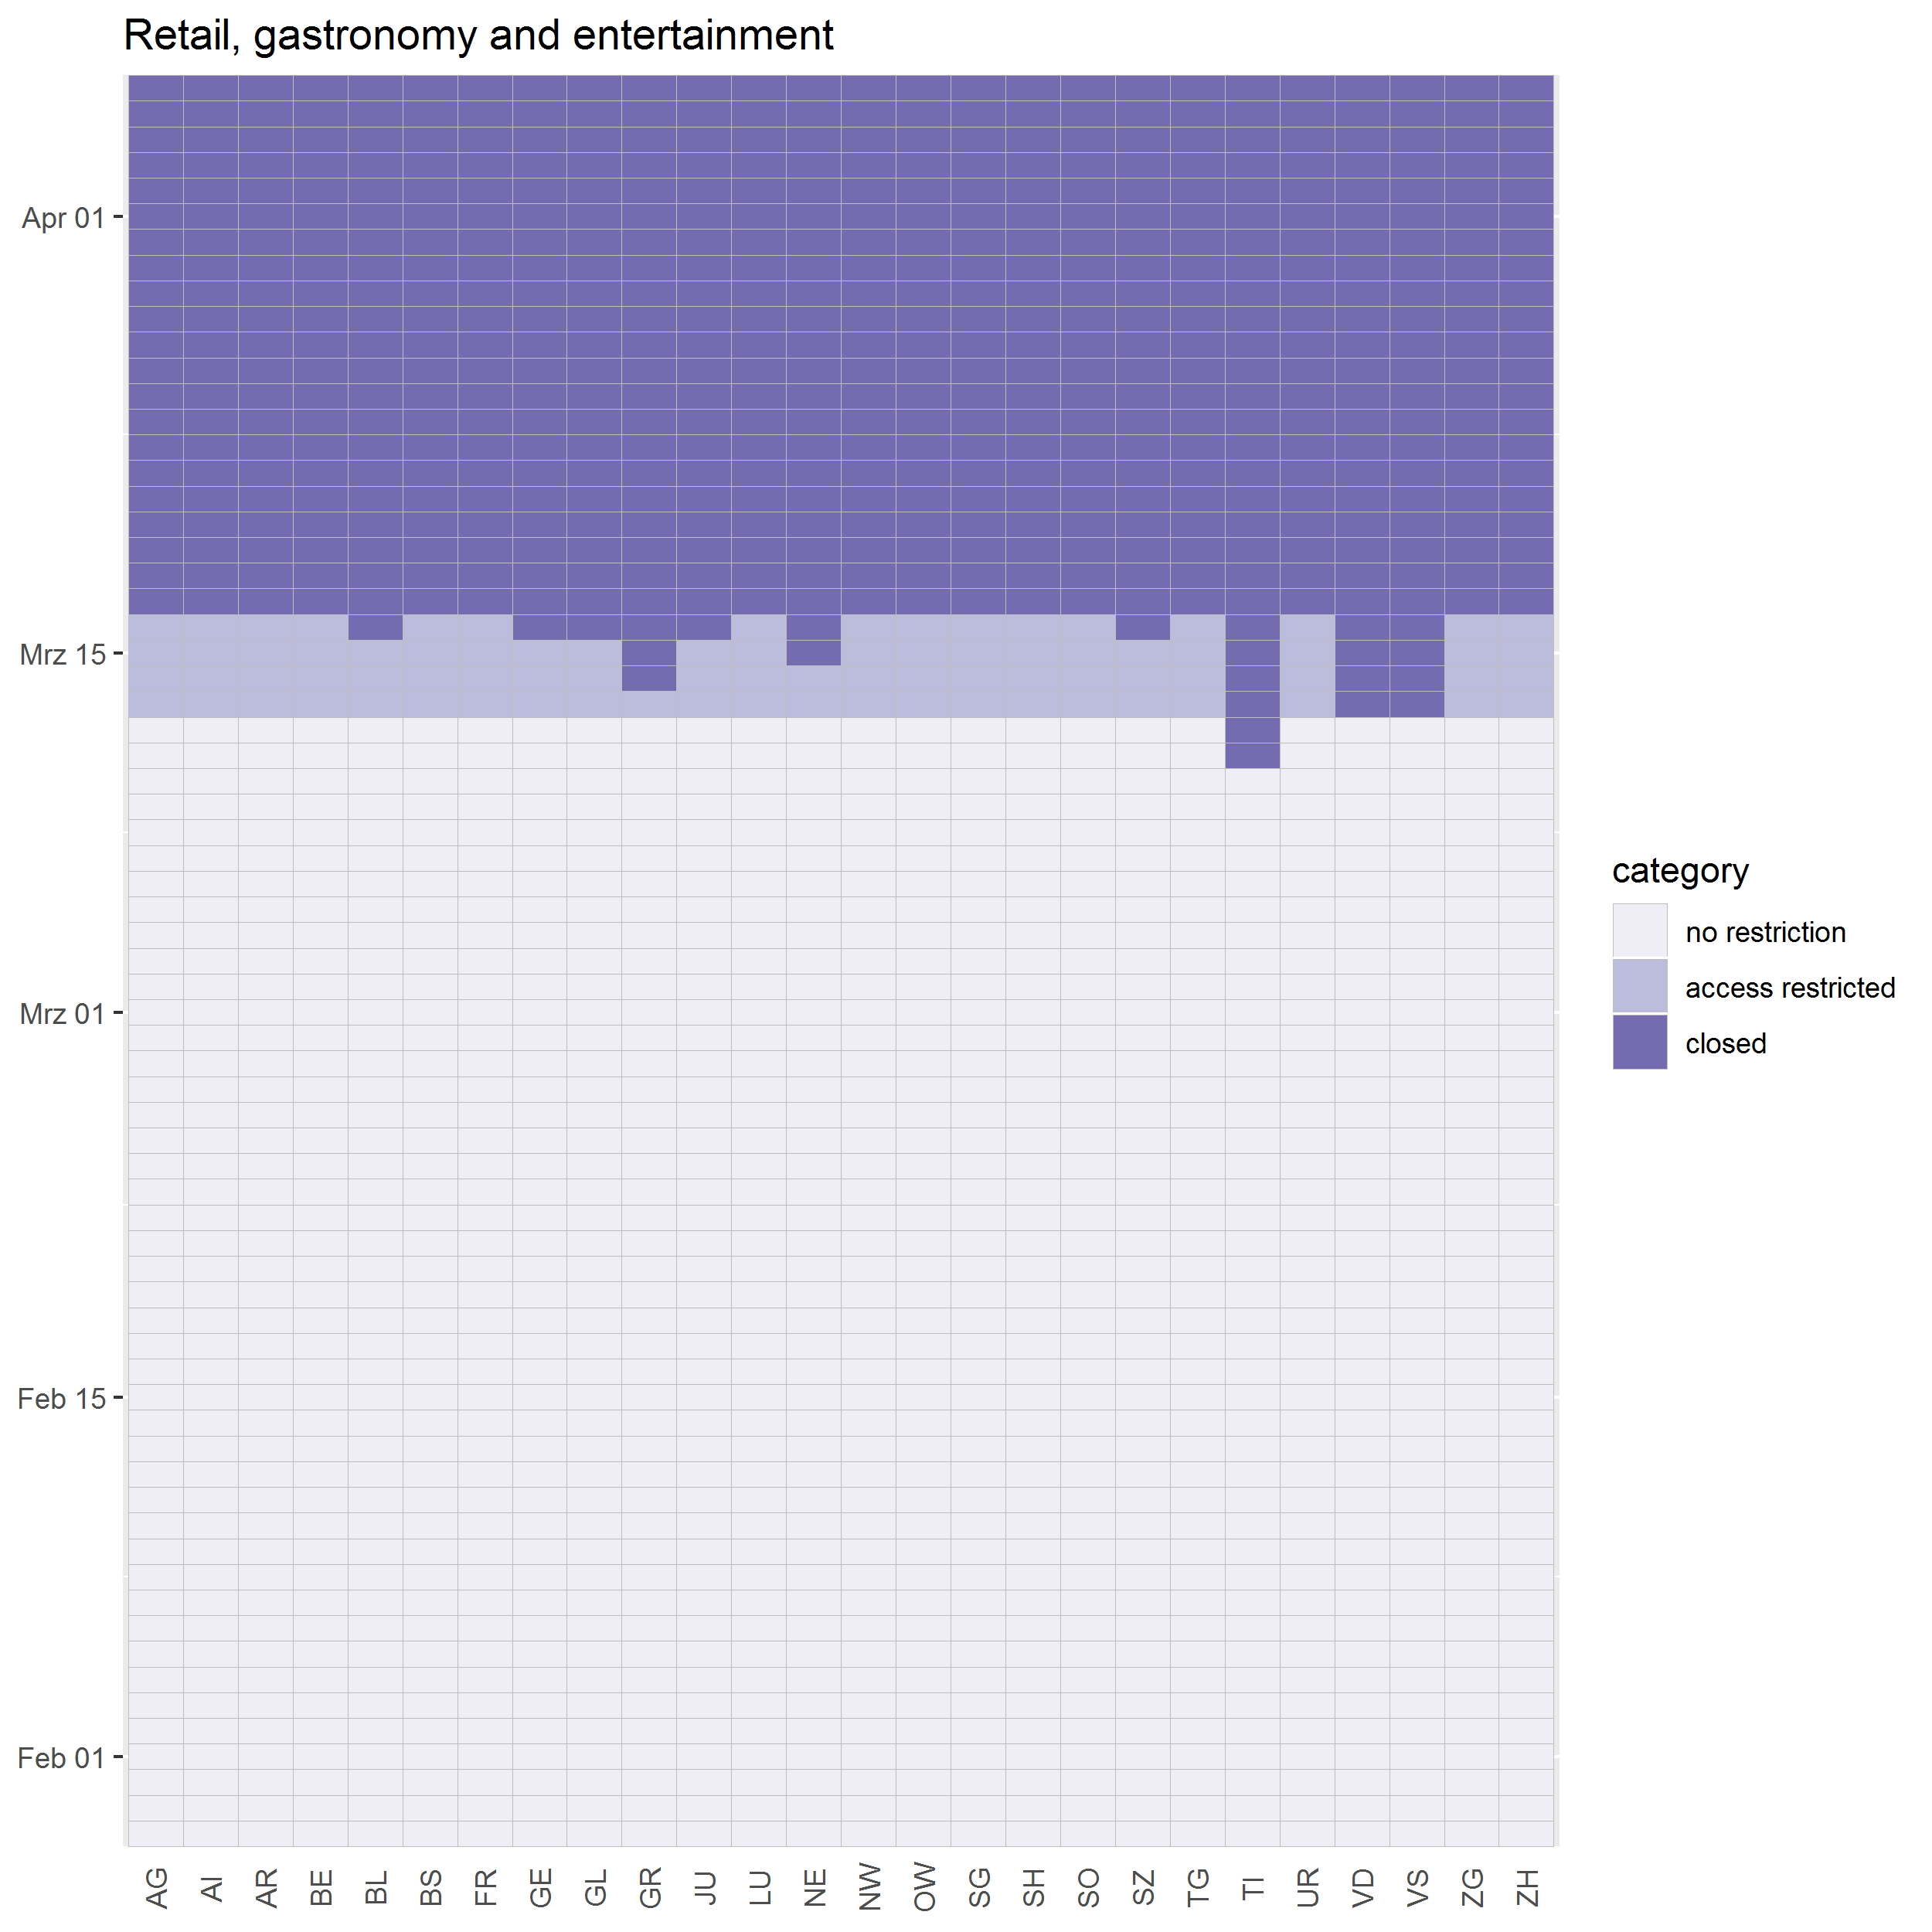 Retail, gastronomy and entertainment
Apr 01
Mrz 15
Mrz 01
Feb 15
Feb 01
category
no restriction
access restricted
closed
AG AI AR BE BL BS FR GE GL GR JU LU NE NW OW SG SH SO SZ TG TI UR VD VS ZG ZH